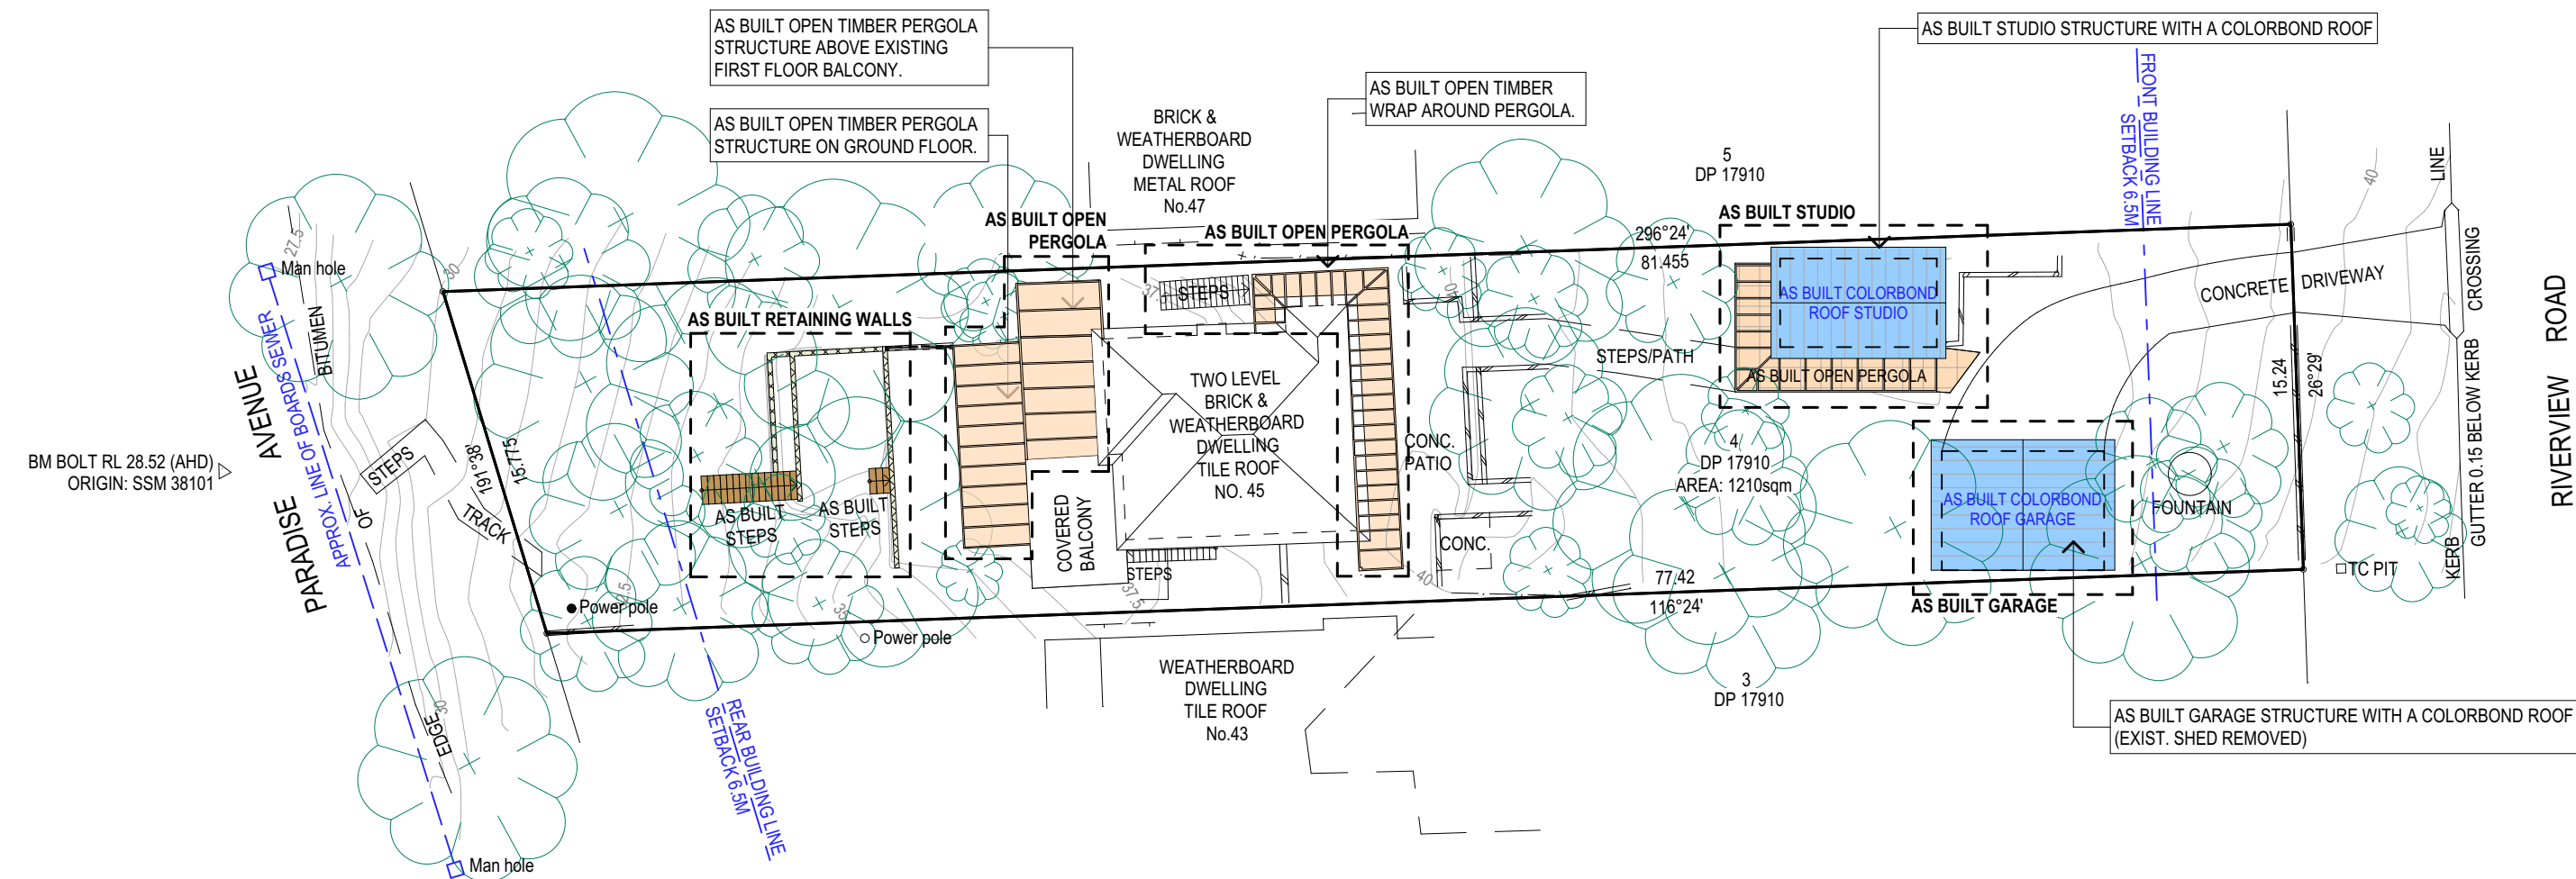 AS BUILT OPEN TIMBER PERGOLA
STRUCTURE ABOVE EXISTING
FIRST FLOOR BALCONY.
AS BUILT OPEN TIMBER PERGOLA
STRUCTURE ON GROUND FLOOR.
BRICK &
WEATHERBOARD
DWELLING
METAL ROOF
No.47
AS BUILT OPEN TIMBER
WRAP AROUND PERGOLA.
AS BUILT STUDIO STRUCTURE WITH A COLORBOND ROOF
5
DP 17910
FRONT BUILDING LINE
SETBACK 6.5M
40
LINE
CROSSING
KERB
GUTTER 0.15 BELOW KERB
KERB
RIVERVIEW ROAD
CONCRETE DRIVEWAY
15.24
26°29'
TC PIT
27.5
Man hole
BITUMEN
30
AS BUILT OPEN
PERGOLA
AS BUILT OPEN PERGOLA
296°24'
81.455
AS BUILT STUDIO
AS BUILT COLORBOND
ROOF STUDIO
AS BUILT OPEN PERGOLA
STEPS/PATH
37.5
STEPS
40
AS BUILT RETAINING WALLS
AS BUILT
STEPS
AS BUILT
STEPS
TWO LEVEL
BRICK &
WEATHERBOARD
DWELLING
TILE ROOF
NO. 45
COVERED
BALCONY
STEPS
CONC.
PATIO
CONC.
40
4
DP 17910
AREA: 1210sqm
AS BUILT COLORBOND
ROOF GARAGE
FOUNTAIN
AS BUILT GARAGE
77.42
116°24'
3
DP 17910
AS BUILT GARAGE STRUCTURE WITH A COLORBOND ROOF
(EXIST. SHED REMOVED)
BM BOLT RL 28.52 (AHD)
ORIGIN: SSM 38101
PARADISE AVENUE
APPROX. LINE OF BOARDS SEWER
OF
STEPS
TRACK
191°38'
15.775
Power pole
Power pole
35
37.5
2.5
30
EDGE
Man hole
REAR BUILDING LINE
SETBACK 6.5M
WEATHERBOARD
DWELLING
TILE ROOF
No.43